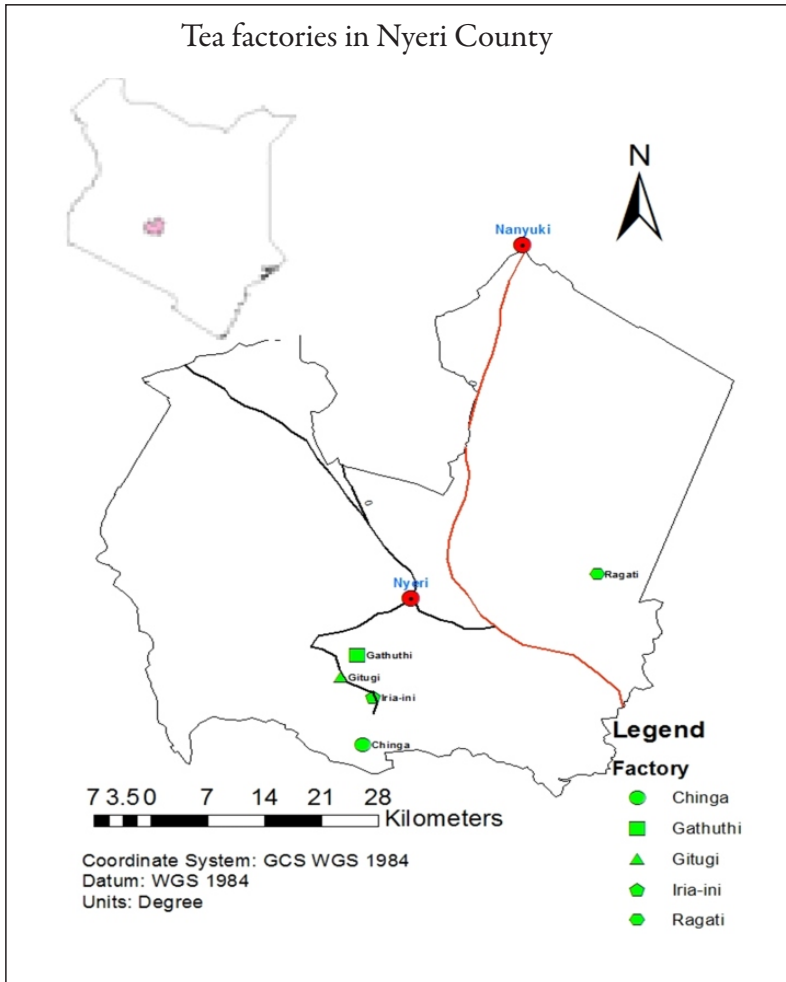 Tea factories in Nyeri County
N
Nanyuki
Ragati
Nyeri
Gathuthi
Gitugi
Iria-ini
Chinga
Legend
Factory
Chinga
Gathuthi
Gitugi
Iria-ini
Ragati
7 3.5 0 7 14 21 28
Kilometers
Coordinate System: GCS WGS 1984
Datum: WGS 1984
Units: Degree